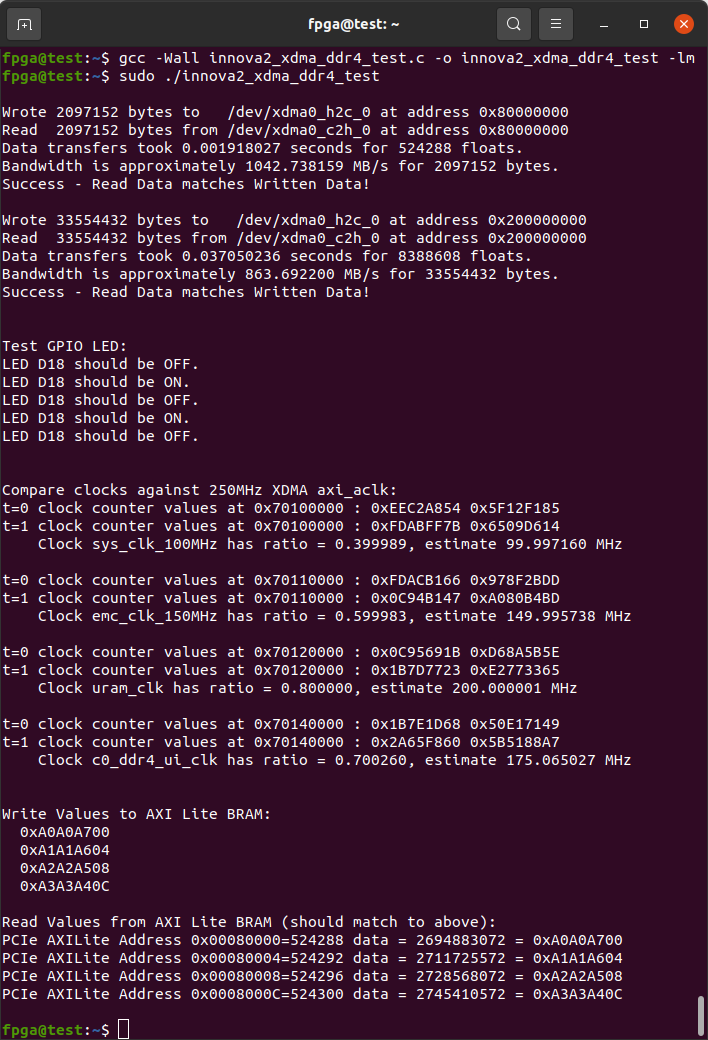 fpga@test: ~
fpga@test:~$ gcc -Wall innova2_xdma_ddr4_test.c -o innova2_xdma_ddr4_test -lm
fpga@test:~$ sudo ./innova2_xdma_ddr4_test
Wrote 2097152 bytes to   /dev/xdma0_h2c_0 at address 0x80000000
Read  2097152 bytes from /dev/xdma0_c2h_0 at address 0x80000000
Data transfers took 0.001918027 seconds for 524288 floats.
Bandwidth is approximately 1042.738159 MB/s for 2097152 bytes.
Success - Read Data matches Written Data!
Wrote 33554432 bytes to   /dev/xdma0_h2c_0 at address 0x200000000
Read  33554432 bytes from /dev/xdma0_c2h_0 at address 0x200000000
Data transfers took 0.037050236 seconds for 8388608 floats.
Bandwidth is approximately 863.692200 MB/s for 33554432 bytes.
Success - Read Data matches Written Data!
Test GPIO LED:
LED D18 should be OFF.
LED D18 should be ON.
LED D18 should be OFF.
LED D18 should be ON.
LED D18 should be OFF.
Compare clocks against 250MHz XDMA axi_aclk:
t=0 clock counter values at 0x70100000 : 0xEEC2A854 0x5F12F185
t=1 clock counter values at 0x70100000 : 0xFDABFF7B 0x6509D614
    Clock sys_clk_100MHz has ratio = 0.399989, estimate 99.997160 MHz
t=0 clock counter values at 0x70110000 : 0xFDACB166 0x978F2BDD
t=1 clock counter values at 0x70110000 : 0x0C94B147 0xA080B4BD
    Clock emc_clk_150MHz has ratio = 0.599983, estimate 149.995738 MHz
t=0 clock counter values at 0x70120000 : 0x0C95691B 0xD68A5B5E
t=1 clock counter values at 0x70120000 : 0x1B7D7723 0xE2773365
    Clock uram_clk has ratio = 0.800000, estimate 200.000001 MHz
t=0 clock counter values at 0x70140000 : 0x1B7E1D68 0x50E17149
t=1 clock counter values at 0x70140000 : 0x2A65F860 0x5B5188A7
    Clock c0_ddr4_ui_clk has ratio = 0.700260, estimate 175.065027 MHz
Write Values to AXI Lite BRAM:
  0xA0A0A700
  0xA1A1A604
  0xA2A2A508
  0xA3A3A40C
Read Values from AXI Lite BRAM (should match to above):
PCIe AXILite Address 0x00080000=524288 data = 2694883072 = 0xA0A0A700
PCIe AXILite Address 0x00080004=524292 data = 2711725572 = 0xA1A1A604
PCIe AXILite Address 0x00080008=524296 data = 2728568072 = 0xA2A2A508
PCIe AXILite Address 0x0008000C=524300 data = 2745410572 = 0xA3A3A40C
fpga@test:~$